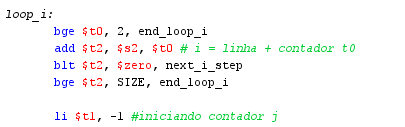 loop_i:
bge $t0, 2, end_loop_i
add $t2, $s2, $t0 # i = linha + contador t0
blt $t2, $zero, next_i_step
bge $t2, SIZE, end_loop_i
li $t1, -1 #iniciando contador j